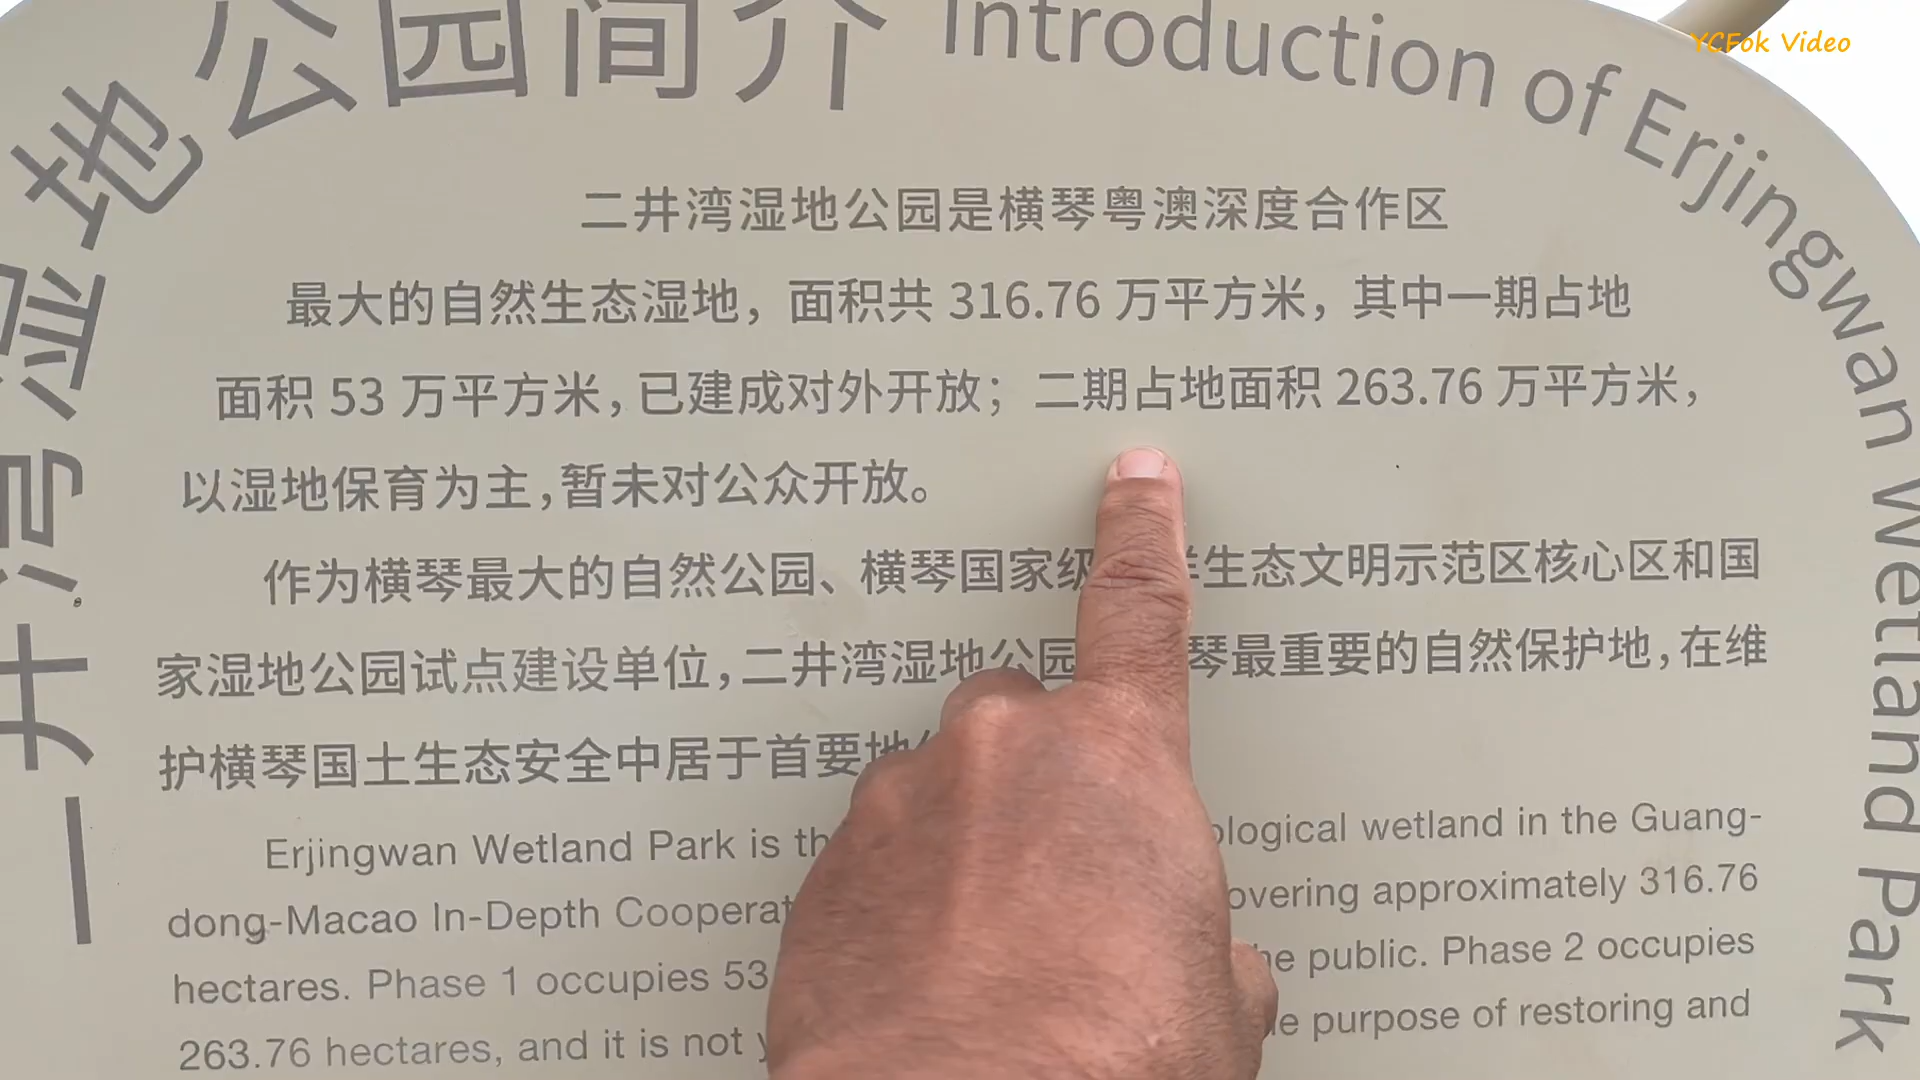 二井湾湿地公园简介 Introduction of Erjingwan Wetland Park
YCFok Video
二井湾湿地公园是横琴粤澳深度合作区
最大的自然生态湿地，面积共 316.76 万平方米，其中一期占地
面积 53 万平方米，已建成对外开放；二期占地面积 263.76 万平方米，
以湿地保育为主，暂未对公众开放。
作为横琴最大的自然公园、横琴国家级 生态文明示范区核心区和国
家湿地公园试点建设单位，二井湾湿地公园 琴最重要的自然保护地，在维
护横琴国土生态安全中居于首要地
Erjingwan Wetland Park is wetland in the Guang-
dong-Macao In-Depth approximately 316.76
hectares. Phase 1 occupies 53 public. Phase 2 occupies
263.76 hectares, and it is not purpose of restoring and